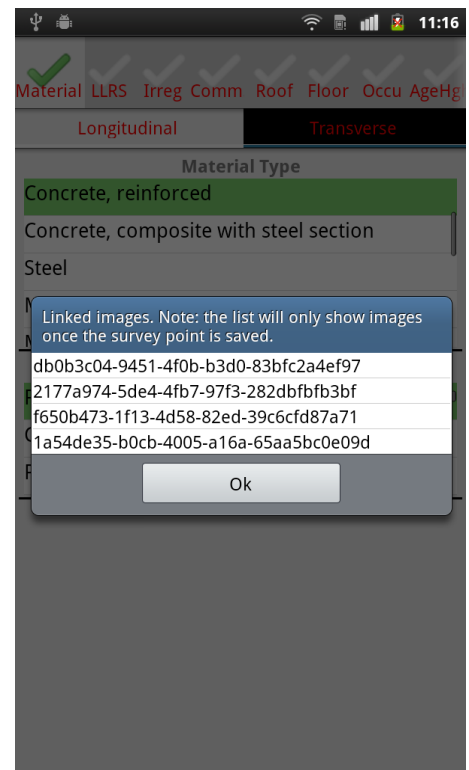 11:16
Material LLRS Irreg Comm Roof Floor Occu AgeHg
Longitudinal Transverse
Material Type
Concrete, reinforced
Concrete, composite with steel section
Steel
Linked images. Note: the list will only show images
once the survey point is saved.
db0b3c04-9451-4f0b-b3d0-83bfc2a4ef97
2177a974-5de4-4fb7-97f3-282dbfbfb3bf
f650b473-1f13-4d58-82ed-39c6cfd87a71
1a54de35-b0cb-4005-a16a-65aa5bc0e09d
Ok